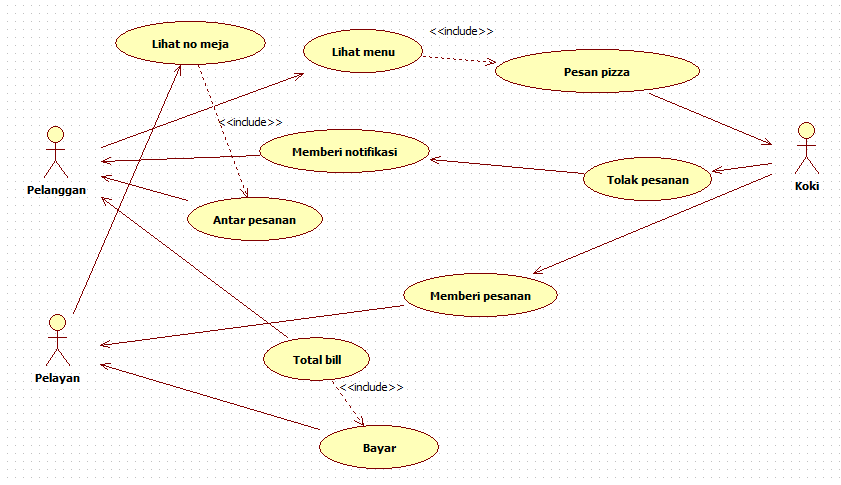 <<include>>
Lihat no meja
Lihat menu
Pesan pizza
<<include>>
Memberi notifikasi
Pelanggan
Tolak pesanan
Koki
Antar pesanan
Memberi pesanan
Total bill
Pelayan
<<include>>
Bayar